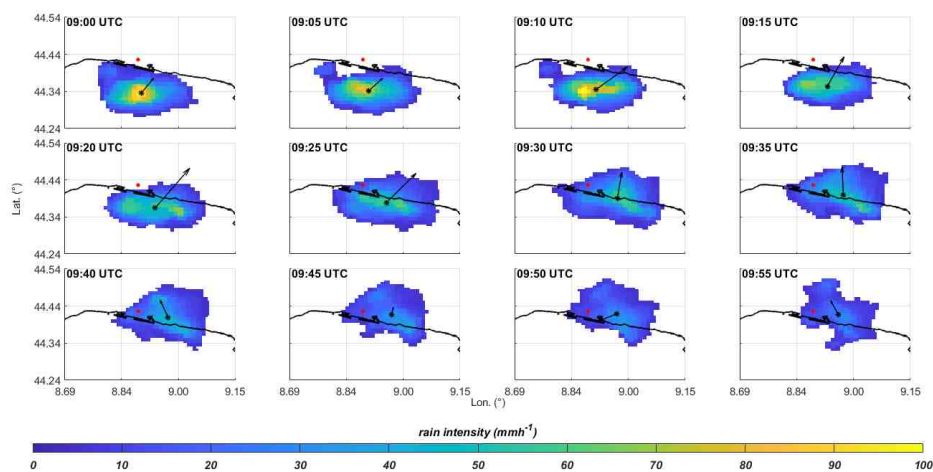 44.54
09:00 UTC
09:05 UTC
09:10 UTC
09:15 UTC
44.44
44.34
44.24
44.54
09:20 UTC
09:25 UTC
09:30 UTC
09:35 UTC
44.44
44.34
44.24
Lat. (°)
44.54
09:40 UTC
09:45 UTC
09:50 UTC
09:55 UTC
44.44
44.34
44.24
8.69 8.84 9.00 9.15
8.69 8.84 9.00 9.15
8.69 8.84 9.00 9.15
8.69 8.84 9.00 9.15
Lon. (°)
rain intensity (mmh⁻¹)
0 10 20 30 40 50 60 70 80 90 100